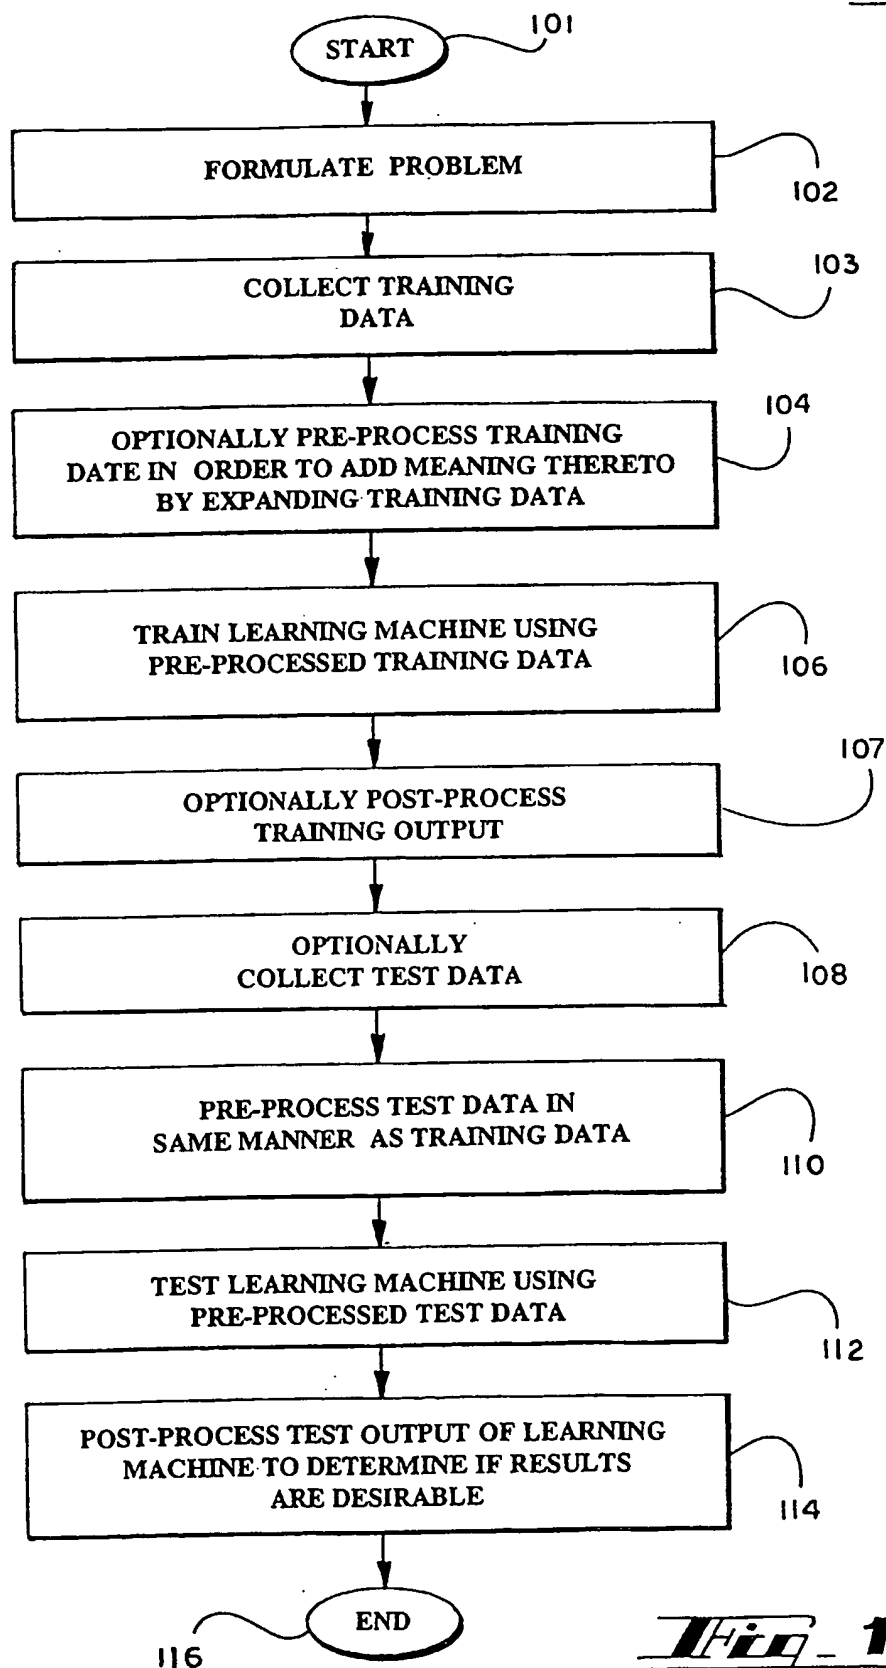 START
101
FORMULATE PROBLEM
102
COLLECT TRAINING
DATA
103
OPTIONALLY PRE-PROCESS TRAINING
DATE IN ORDER TO ADD MEANING THERETO
BY EXPANDING TRAINING DATA
104
TRAIN LEARNING MACHINE USING
PRE-PROCESSED TRAINING DATA
106
OPTIONALLY POST-PROCESS
TRAINING OUTPUT
107
OPTIONALLY
COLLECT TEST DATA
108
PRE-PROCESS TEST DATA IN
SAME MANNER AS TRAINING DATA
110
TEST LEARNING MACHINE USING
PRE-PROCESSED TEST DATA
112
POST-PROCESS TEST OUTPUT OF LEARNING
MACHINE TO DETERMINE IF RESULTS
ARE DESIRABLE
114
END
116
Fig_1